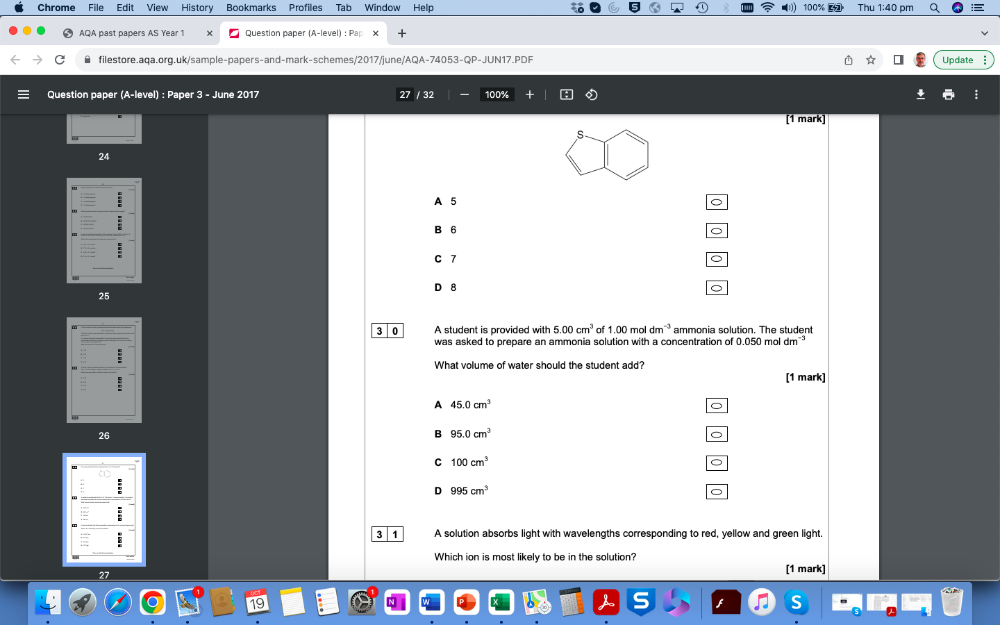 Chrome File Edit View History Bookmarks Profiles Tab Window Help 100% Thu 1:40 pm
AQA past papers AS Year 1
Question paper (A-level) : Pap
filestore.aqa.org.uk/sample-papers-and-mark-schemes/2017/june/AQA-74053-QP-JUN17.PDF
Update
Question paper (A-level) : Paper 3 - June 2017
27 / 32
100%
24
25
26
27
[1 mark]
S
A 5
B 6
C 7
D 8
3 0 A student is provided with 5.00 cm³ of 1.00 mol dm⁻³ ammonia solution. The student
was asked to prepare an ammonia solution with a concentration of 0.050 mol dm⁻³
What volume of water should the student add?
[1 mark]
A 45.0 cm³
B 95.0 cm³
C 100 cm³
D 995 cm³
3 1 A solution absorbs light with wavelengths corresponding to red, yellow and green light.
Which ion is most likely to be in the solution?
[1 mark]
1
OCT
19
1
N
W
P
X
3D
S
f
S